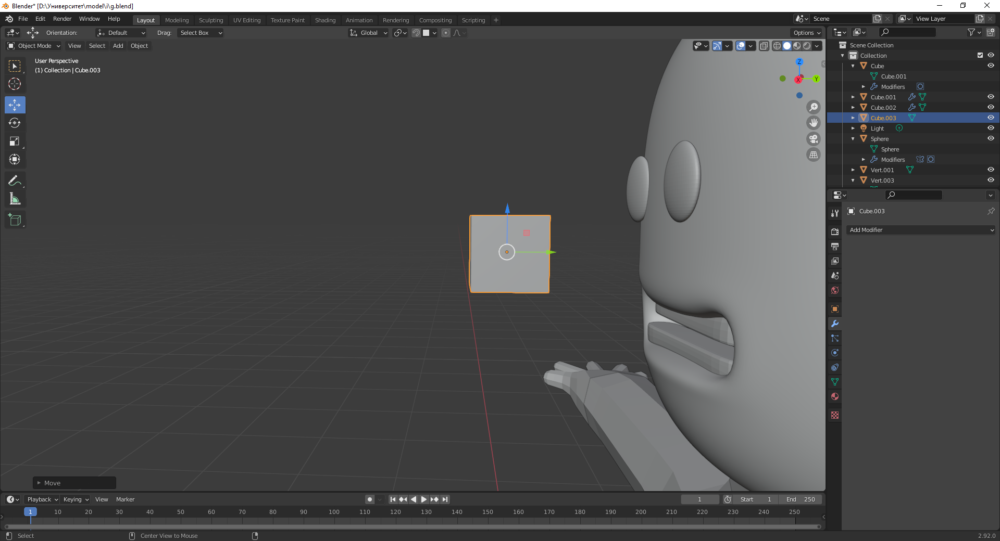 Blender* [D:\Университет\model\i\g.blend]
File Edit Render Window Help Layout Modeling Sculpting UV Editing Texture Paint Shading Animation Rendering Compositing Scripting + Scene View Layer
Orientation: Default Drag: Select Box Global Options
Object Mode View Select Add Object
User Perspective
(1) Collection | Cube.003
Z
X
Y
Move
Scene Collection
Collection
Cube
Cube.001
Modifiers
Cube.001
Cube.002
Cube.003
Light
Sphere
Sphere
Modifiers
Vert.001
Vert.003
Cube.003
Add Modifier
Playback Keying View Marker 1 Start 1 End 250
1 10 20 30 40 50 60 70 80 90 100 110 120 130 140 150 160 170 180 190 200 210 220 230 240 250
Select Center View to Mouse 2.92.0